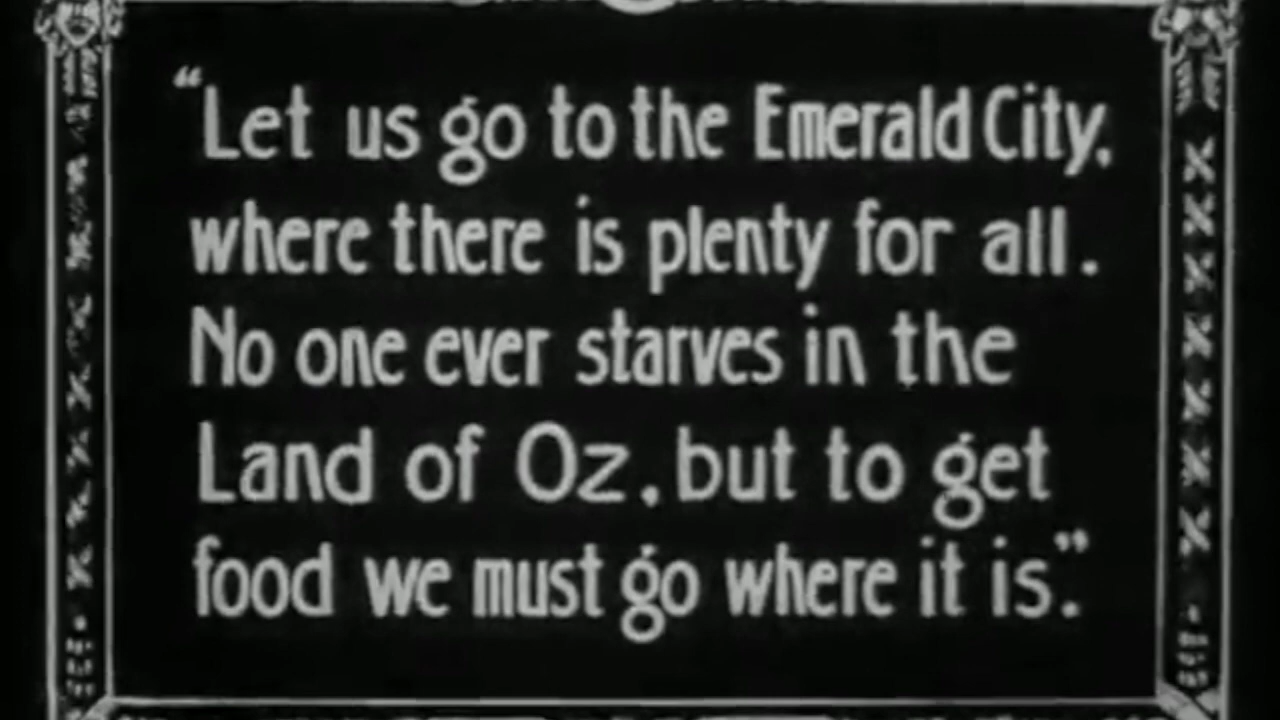 “Let us go to the Emerald City,
where there is plenty for all.
No one ever starves in the
Land of Oz, but to get
food we must go where it is.”